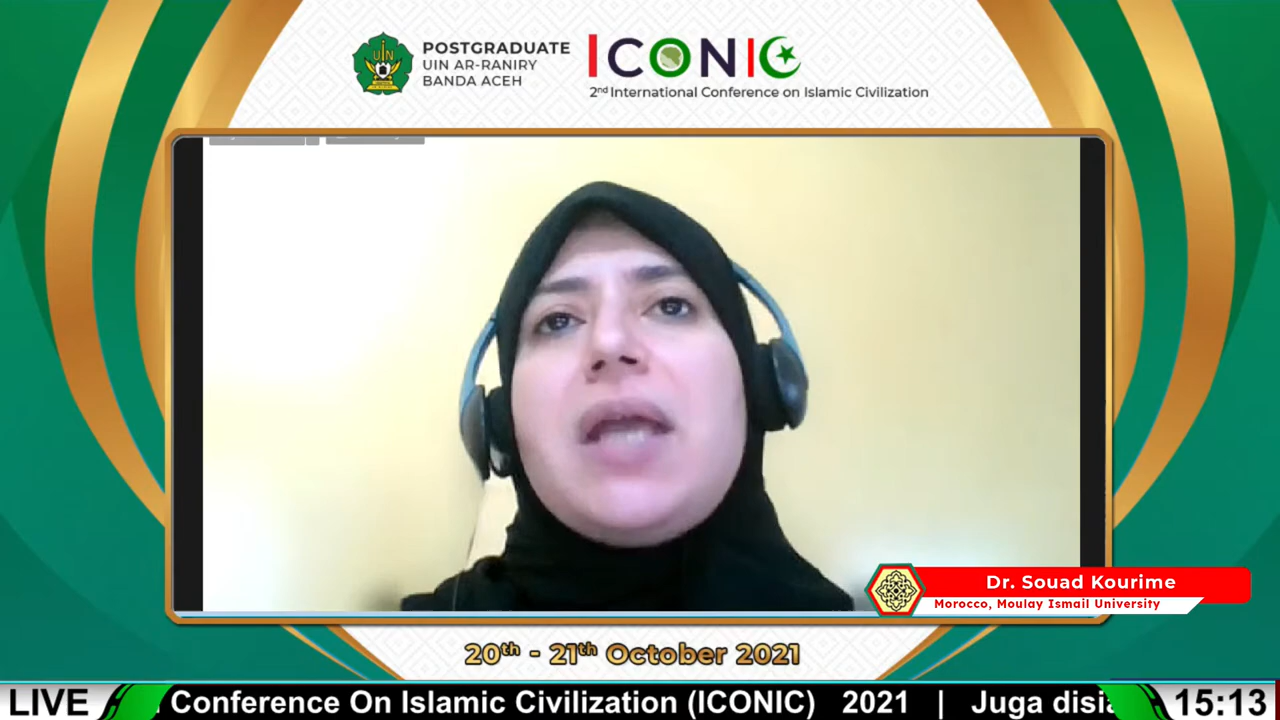 POSTGRADUATE
UIN AR-RANIRY
BANDA ACEH
UIN
ICONIC
2nd International Conference on Islamic Civilization
Dr. Souad Kourime
Morocco, Moulay Ismail University
20th - 21th October 2021
LIVE
Conference On Islamic Civilization (ICONIC) 2021 | Juga
15:13